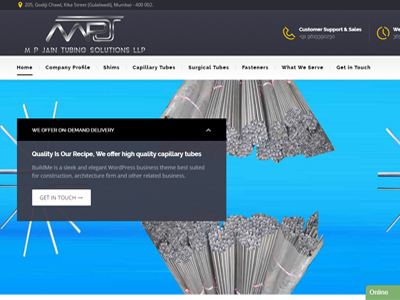 205, Godiji Chawl, Kika Street (Gulalwadi), Mumbai - 400 002.
MPJ
M P JAIN TUBING SOLUTIONS LLP
Customer Support & Sales
We
Home
Company Profile
Shims
Capillary Tubes
Surgical Tubes
Fasteners
What We Serve
Get in Touch
WE OFFER ON-DEMAND DELIVERY
Quality Is Our Recipe, We offer high quality capillary tubes
BuildMe is a sleek and elegant WordPress business theme best suited
for construction, architecture firm and other related business.
GET IN TOUCH
Online